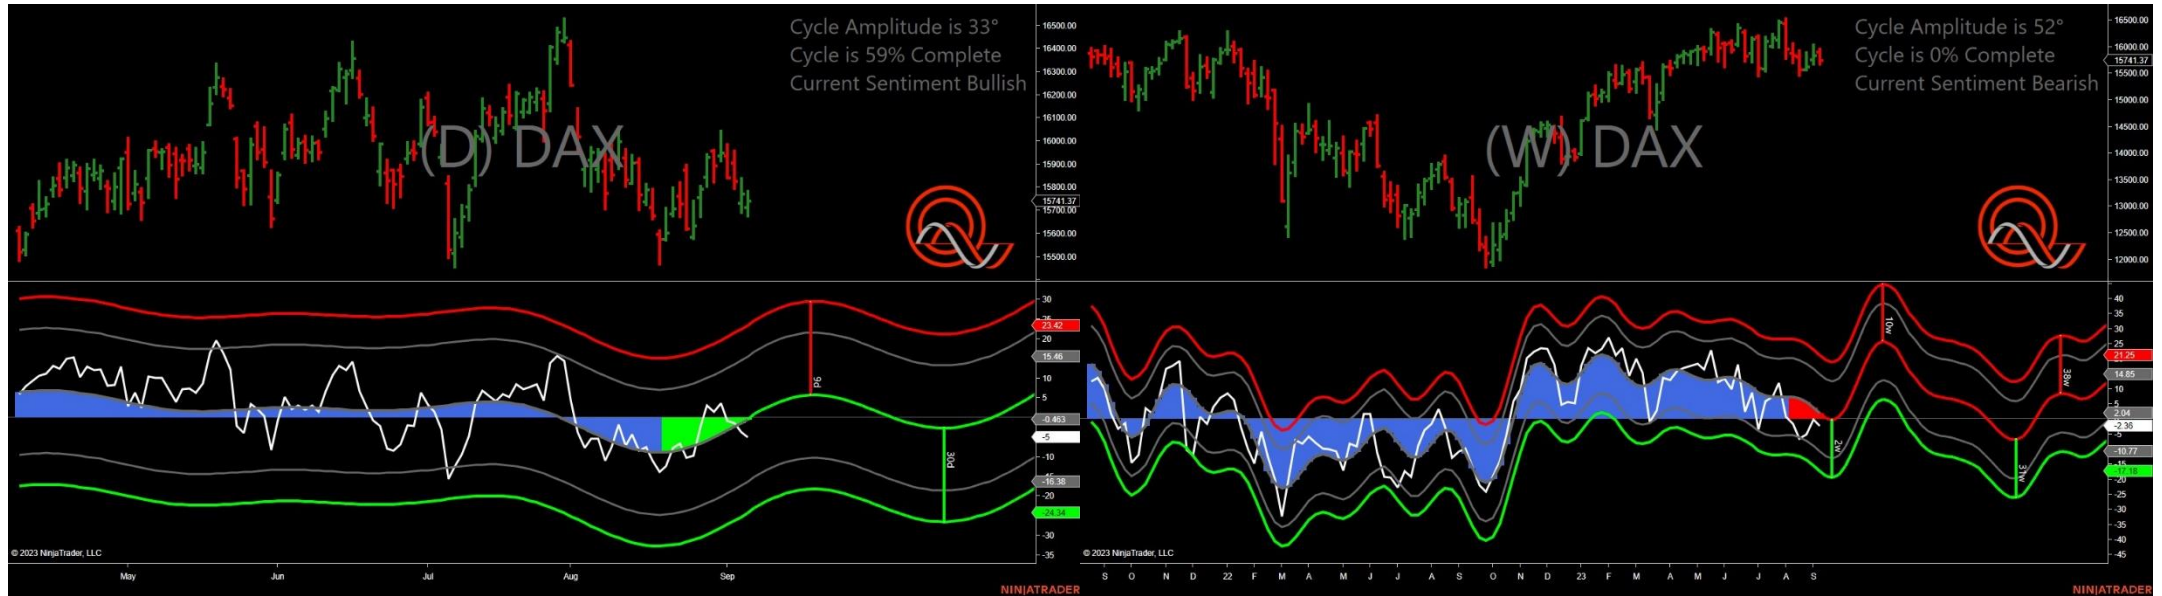 Cycle Amplitude is 33°
Cycle is 59% Complete
Current Sentiment Bullish
(D) DAX
16500.00
16400.00
16300.00
16200.00
16100.00
16000.00
15900.00
15800.00
15741.37
15700.00
15600.00
15500.00
30
25
23.42
20
15.46
10
5
-0.463
-5
-10
-16.38
-20
-24.34
-30
-35
9d
30d
© 2023 NinjaTrader, LLC
May Jun Jul Aug Sep
NINJATRADER
Cycle Amplitude is 52°
Cycle is 0% Complete
Current Sentiment Bearish
(W) DAX
16500.00
16000.00
15741.37
15500.00
15000.00
14500.00
14000.00
13500.00
13000.00
12500.00
12000.00
40
35
30
25
21.25
14.85
10
5
2.04
-2.36
-5
-10.77
-15
-17.18
-20
-25
-30
-35
-40
-45
2w
10w
31w
38w
© 2023 NinjaTrader, LLC
S O N D 22 F M A M J J A S O N D 23 F M A M J J A S
NINJATRADER